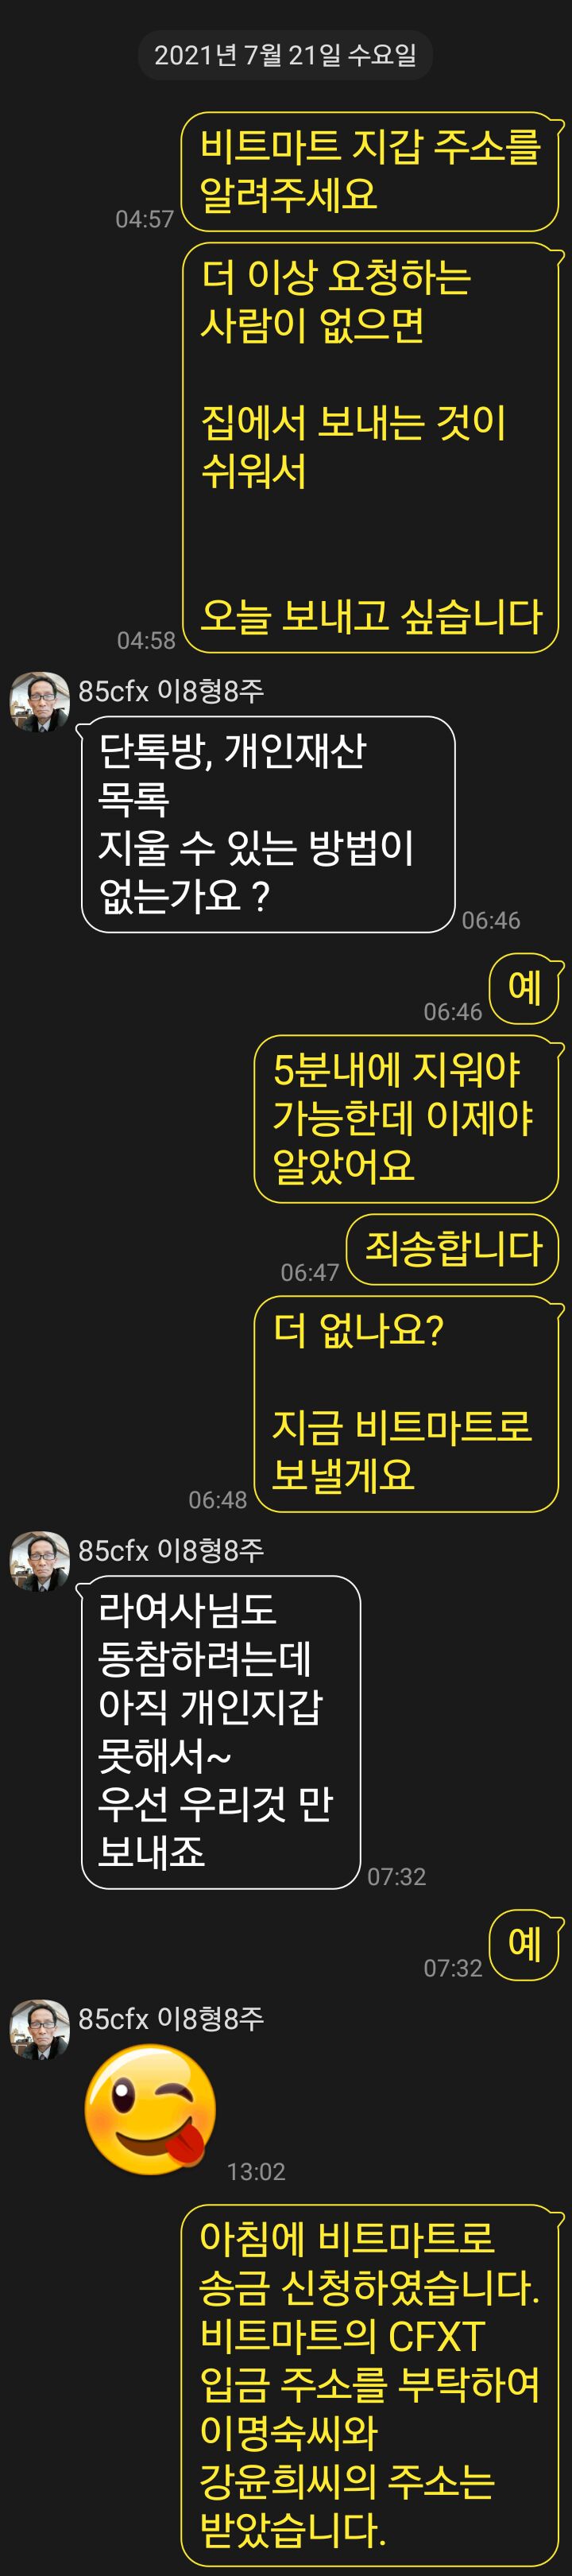 2021년 7월 21일 수요일
비트마트 지갑 주소를
알려주세요
04:57
더 이상 요청하는
사람이 없으면
집에서 보내는 것이
쉬워서
오늘 보내고 싶습니다
04:58
85cfx 이8형8주
단톡방, 개인재산
목록
지울 수 있는 방법이
없는가요 ?
06:46
예
06:46
5분내에 지워야
가능한데 이제야
알았어요
죄송합니다
06:47
더 없나요?
지금 비트마트로
보낼게요
06:48
85cfx 이8형8주
라여사님도
동참하려는데
아직 개인지갑
못해서~
우선 우리것 만
보내죠
07:32
예
07:32
85cfx 이8형8주
13:02
아침에 비트마트로
송금 신청하였습니다.
비트마트의 CFXT
입금 주소를 부탁하여
이명숙씨와
강윤희씨의 주소는
받았습니다.